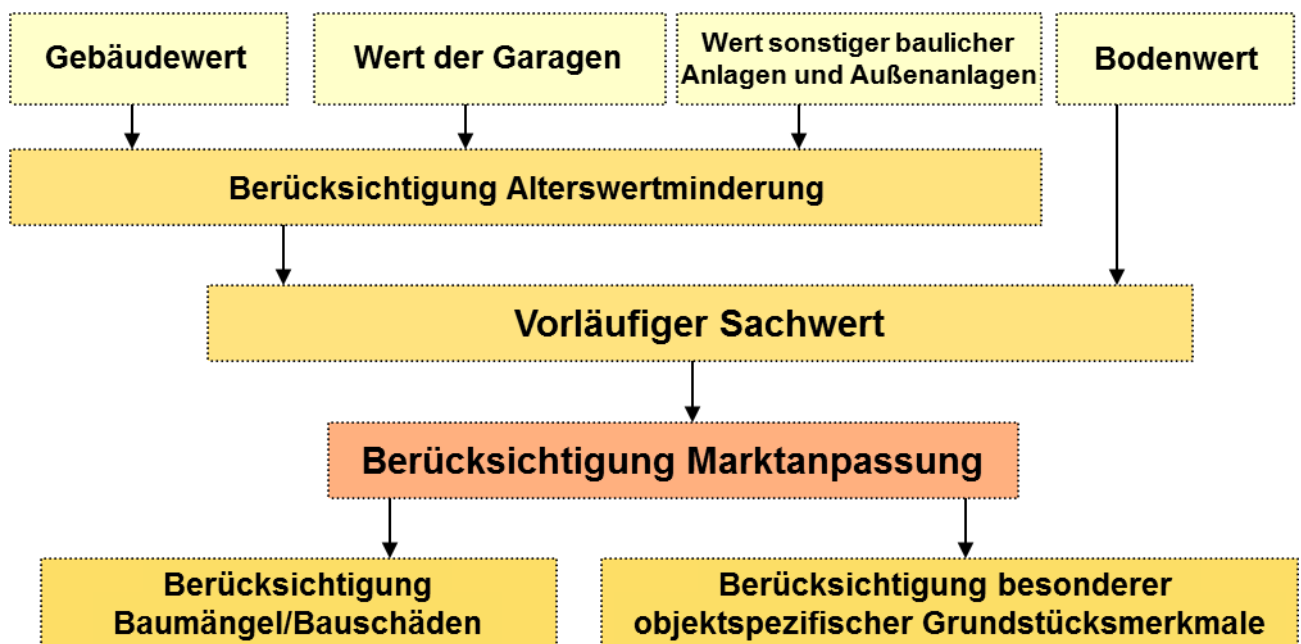 Gebäudewert
Wert der Garagen
Wert sonstiger baulicher
Anlagen und Außenanlagen
Bodenwert
Berücksichtigung Alterswertminderung
Vorläufiger Sachwert
Berücksichtigung Marktanpassung
Berücksichtigung
Baumängel/Bauschäden
Berücksichtigung besonderer
objektspezifischer Grundstücksmerkmale